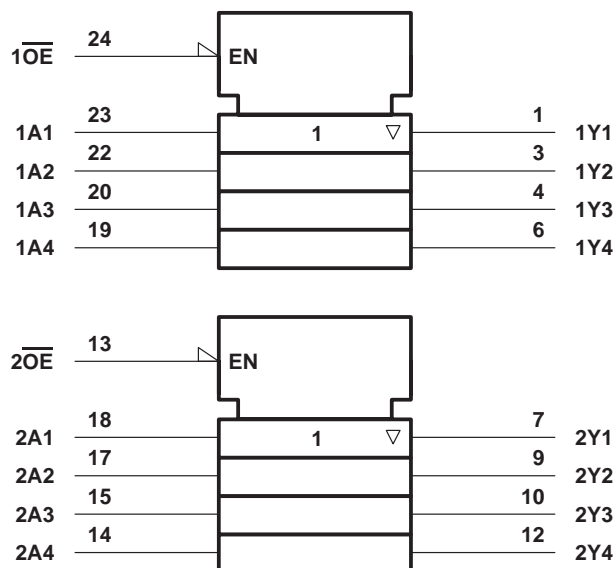 24
1O̅E̅ EN
23 1
1A1 1 ▽ 1Y1
22 3
1A2 1Y2
20 4
1A3 1Y3
19 6
1A4 1Y4
13
2O̅E̅ EN
18 7
2A1 1 ▽ 2Y1
17 9
2A2 2Y2
15 10
2A3 2Y3
14 12
2A4 2Y4